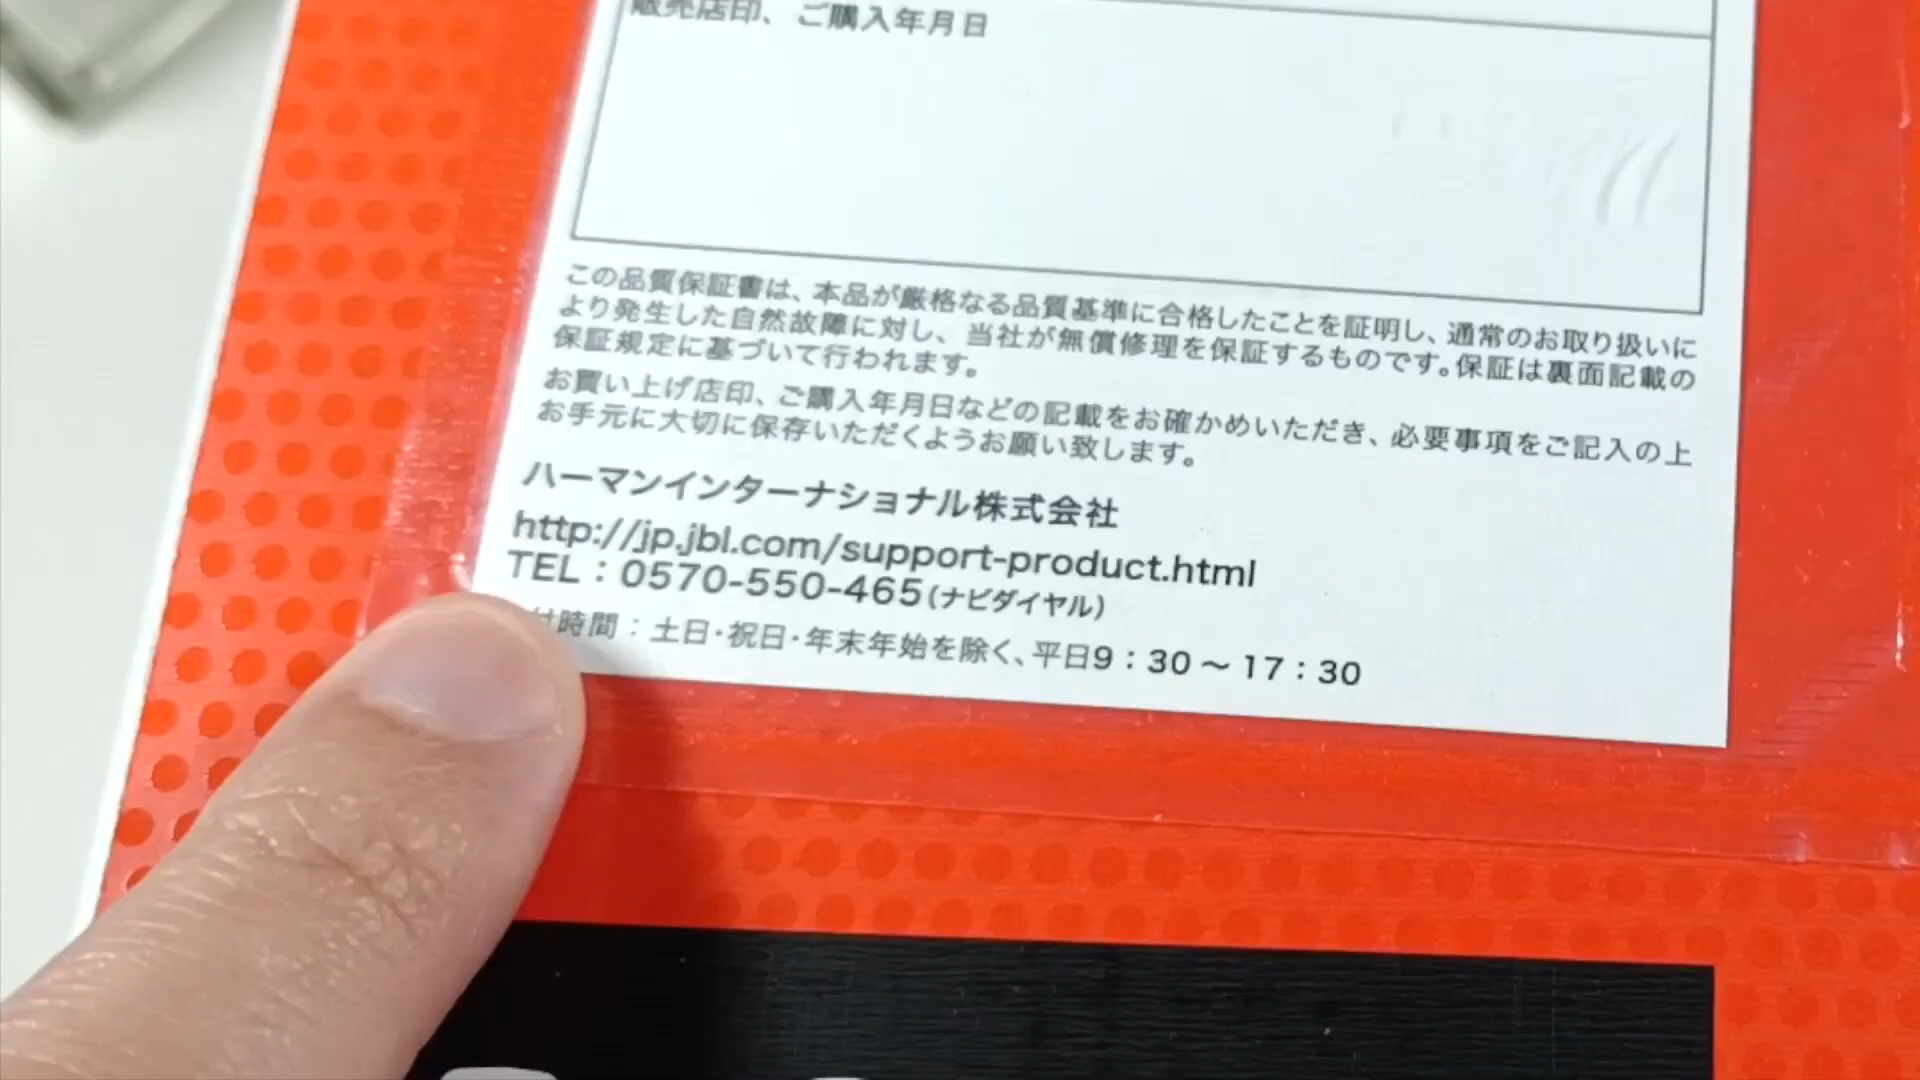 販売店印、ご購入年月日
この品質保証書は、本品が厳格なる品質基準に合格したことを証明し、通常のお取り扱いに
より発生した自然故障に対し、当社が無償修理を保証するものです。保証は裏面記載の
保証規定に基づいて行われます。
お買い上げ店印、ご購入年月日などの記載をお確かめいただき、必要事項をご記入の上
お手元に大切に保存いただくようお願い致します。
ハーマンインターナショナル株式会社
http://jp.jbl.com/support-product.html
TEL：0570-550-465(ナビダイヤル)
付時間：土日・祝日・年末年始を除く、平日9：30～17：30